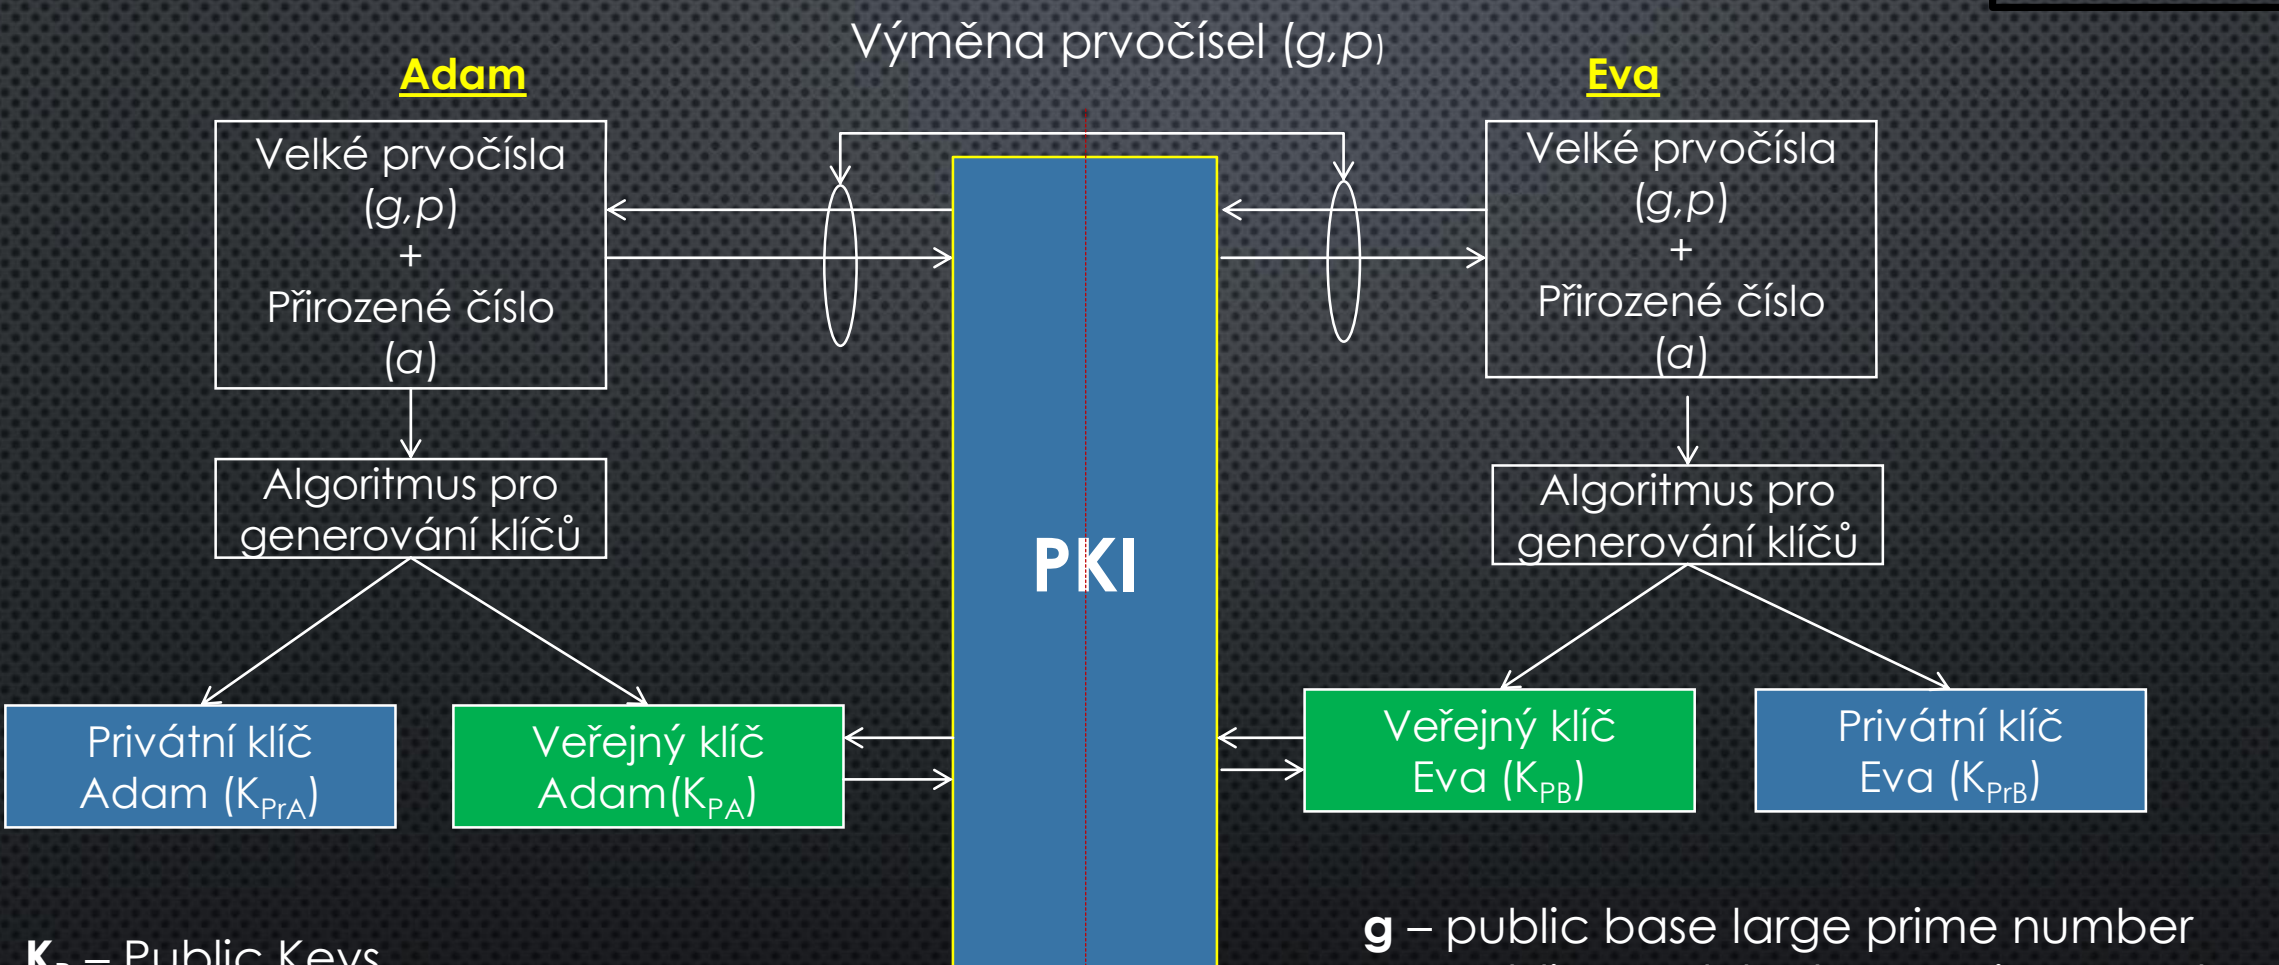 Výměna prvočísel (g,p)
Adam
Eva
Velké prvočísla
(g,p)
+
Přirozené číslo
(a)
Velké prvočísla
(g,p)
+
Přirozené číslo
(a)
Algoritmus pro
generování klíčů
Algoritmus pro
generování klíčů
PKI
Privátní klíč
Adam (KPrA)
Veřejný klíč
Adam(KPA)
Veřejný klíč
Eva (KPB)
Privátní klíč
Eva (KPrB)
g – public base large prime number
KP – Public Keys